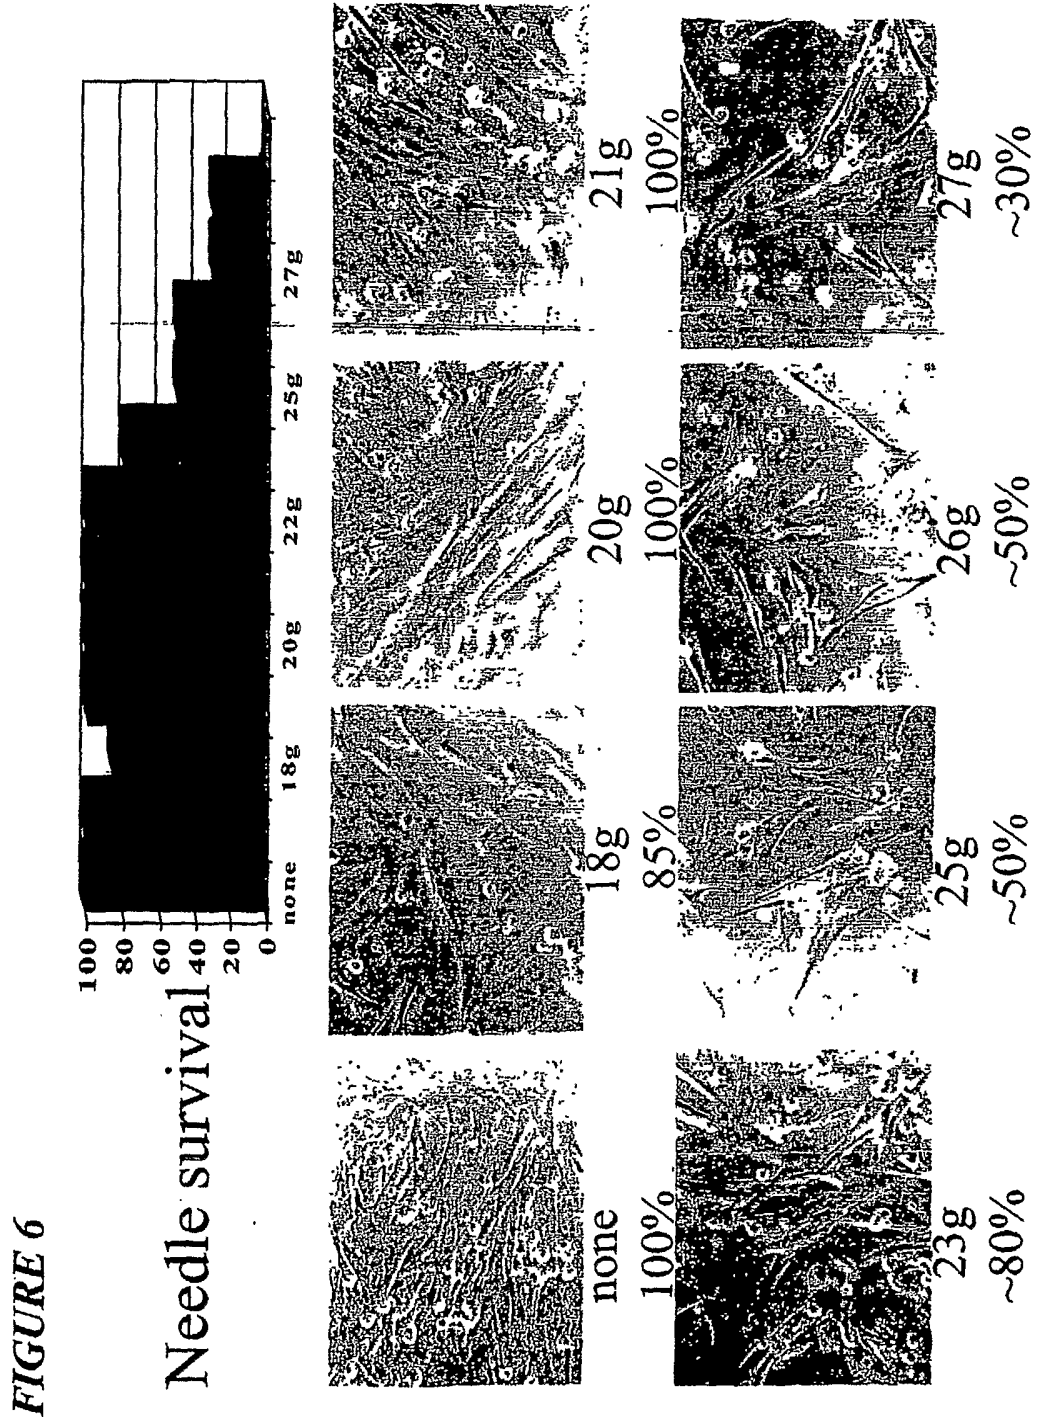 FIGURE 6
Needle survival
100
80
60
40
20
0
none 18g 20g 22g 25g 27g
none 18g 20g 21g
100% 85% 100% 100%
23g 25g 26g 27g
~80% ~50% ~50% ~30%